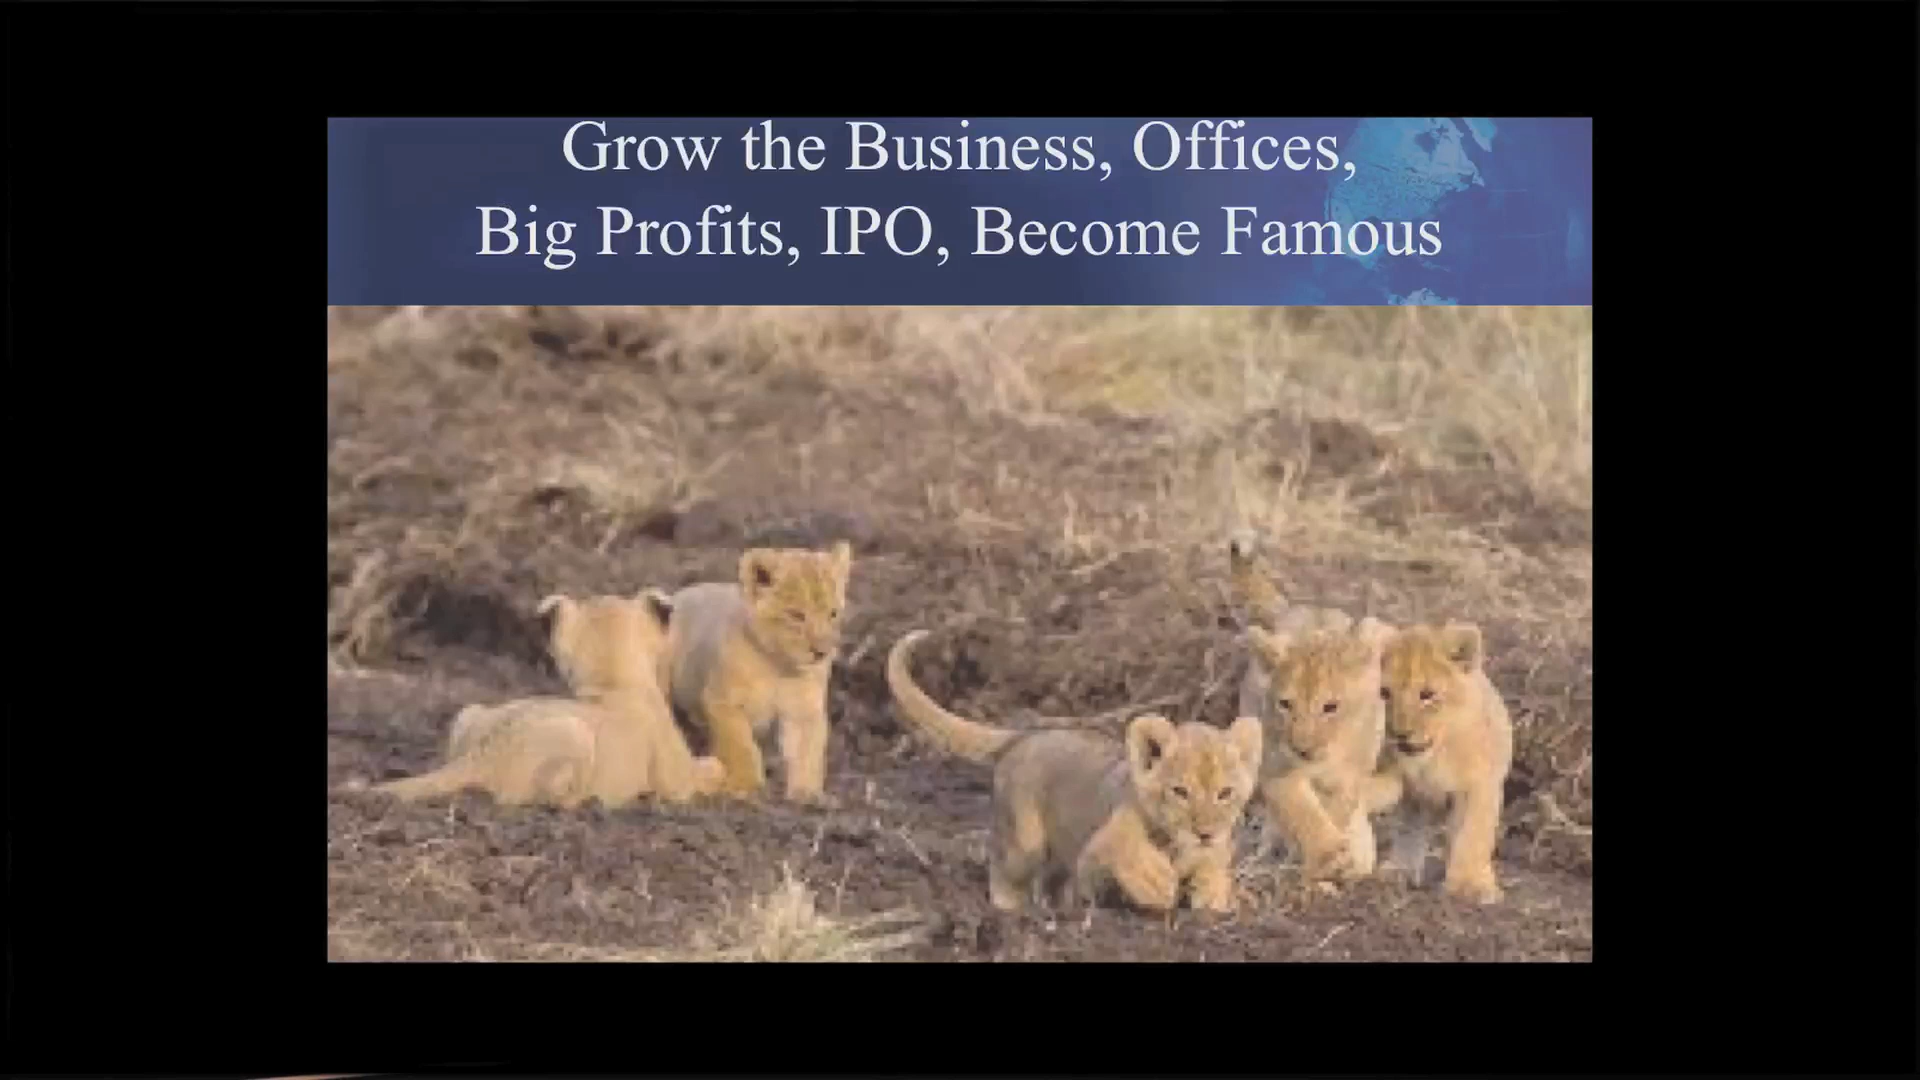 Grow the Business, Offices,
Big Profits, IPO, Become Famous